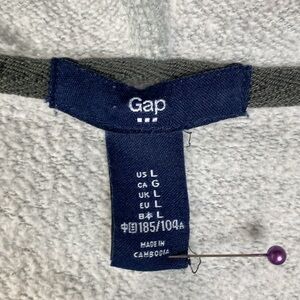 Gap
US L
CA G
UK L
EU L
日本 L
中国 185/104A
MADE IN
CAMBODIA